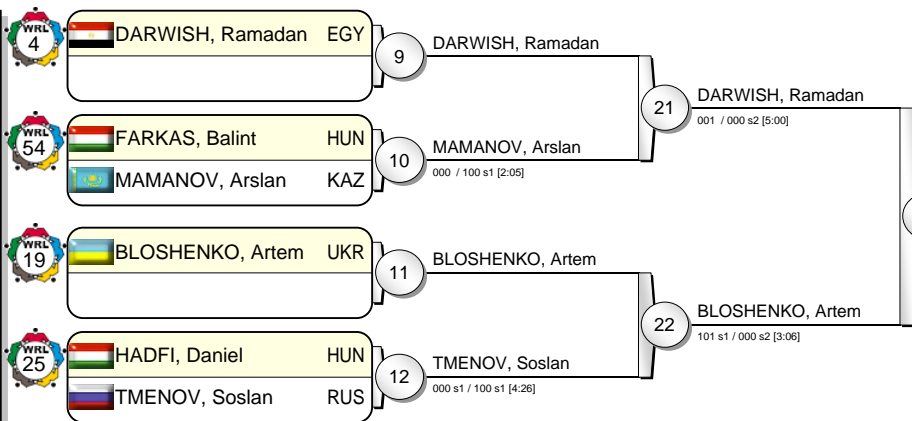 WRL
4
DARWISH, Ramadan EGY
9
DARWISH, Ramadan
WRL
54
FARKAS, Balint HUN
MAMANOV, Arslan KAZ
10
MAMANOV, Arslan
000 / 100 s1 [2:05]
21
DARWISH, Ramadan
001 / 000 s2 [5:00]
WRL
19
BLOSHENKO, Artem UKR
11
BLOSHENKO, Artem
WRL
25
HADFI, Daniel HUN
TMENOV, Soslan RUS
12
TMENOV, Soslan
000 s1 / 100 s1 [4:26]
22
BLOSHENKO, Artem
101 s1 / 000 s2 [3:06]